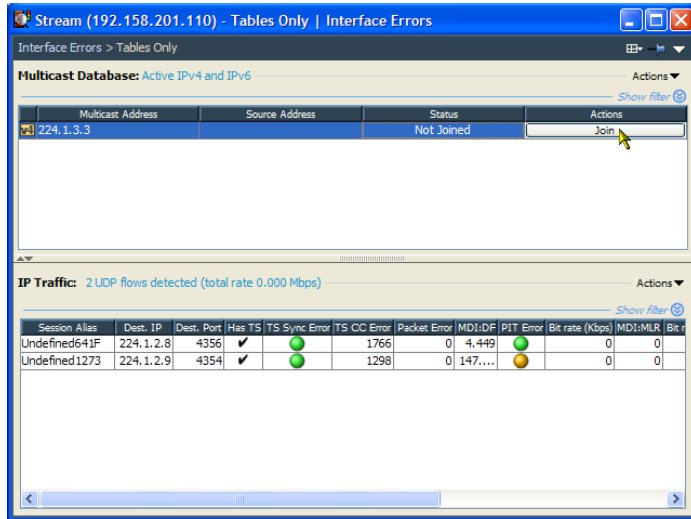 Stream (192.158.201.110) - Tables Only | Interface Errors
Interface Errors > Tables Only
Multicast Database: Active IPv4 and IPv6 Actions
Show filter
Multicast Address Source Address Status Actions
v4 224.1.3.3 Not Joined Join
IP Traffic: 2 UDP flows detected (total rate 0.000 Mbps) Actions
Show filter
Session Alias Dest. IP Dest. Port Has TS TS Sync Error TS CC Error Packet Error MDI:DF PIT Error Bit rate (Kbps) MDI:MLR Bit r
Undefined641F 224.1.2.8 4356 ✔ 1766 0 4.449 0 0
Undefined1273 224.1.2.9 4354 ✔ 1298 0 147.... 0 0